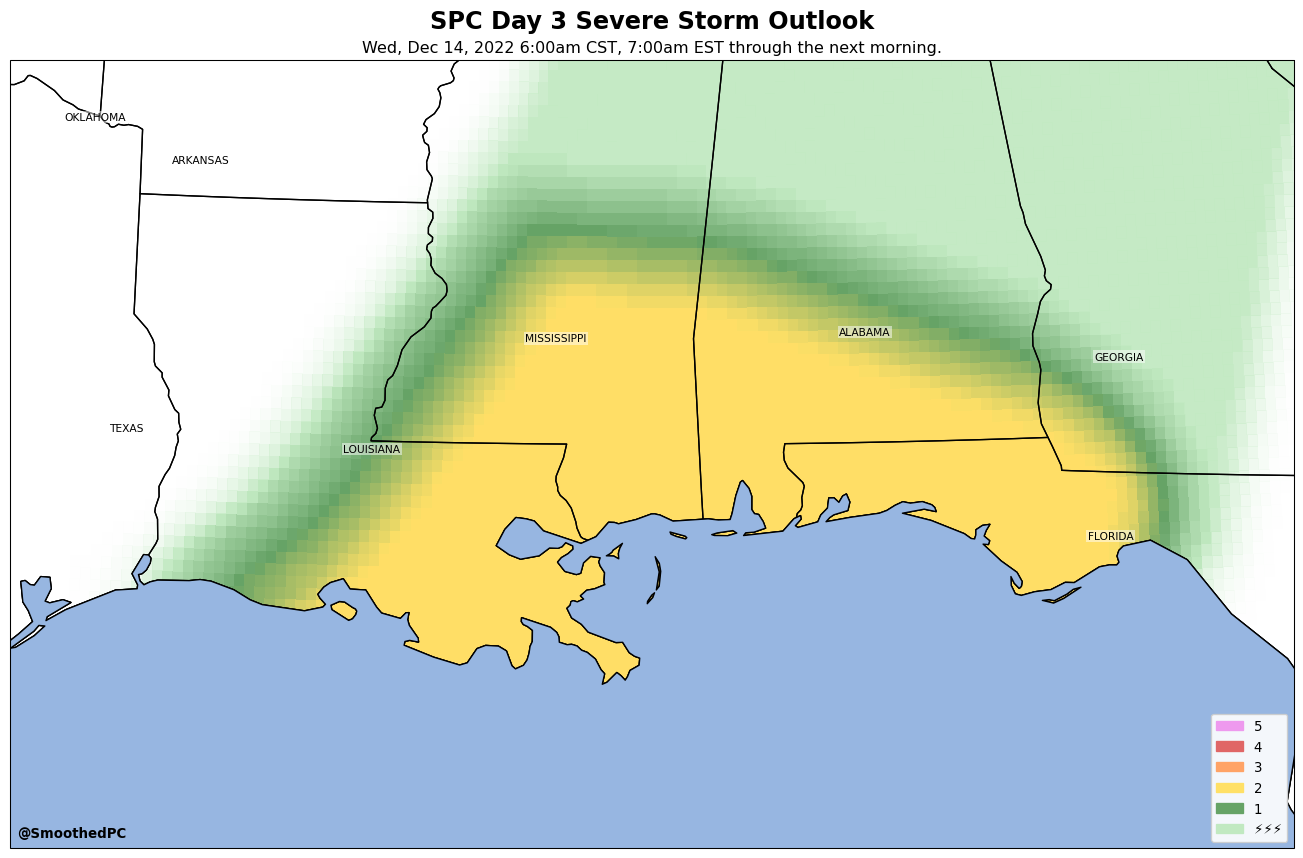 SPC Day 3 Severe Storm Outlook
Wed, Dec 14, 2022 6:00am CST, 7:00am EST through the next morning.
OKLAHOMA
ARKANSAS
MISSISSIPPI
ALABAMA
GEORGIA
TEXAS
LOUISIANA
FLORIDA
5
4
3
2
1
⚡⚡⚡
@SmoothedPC